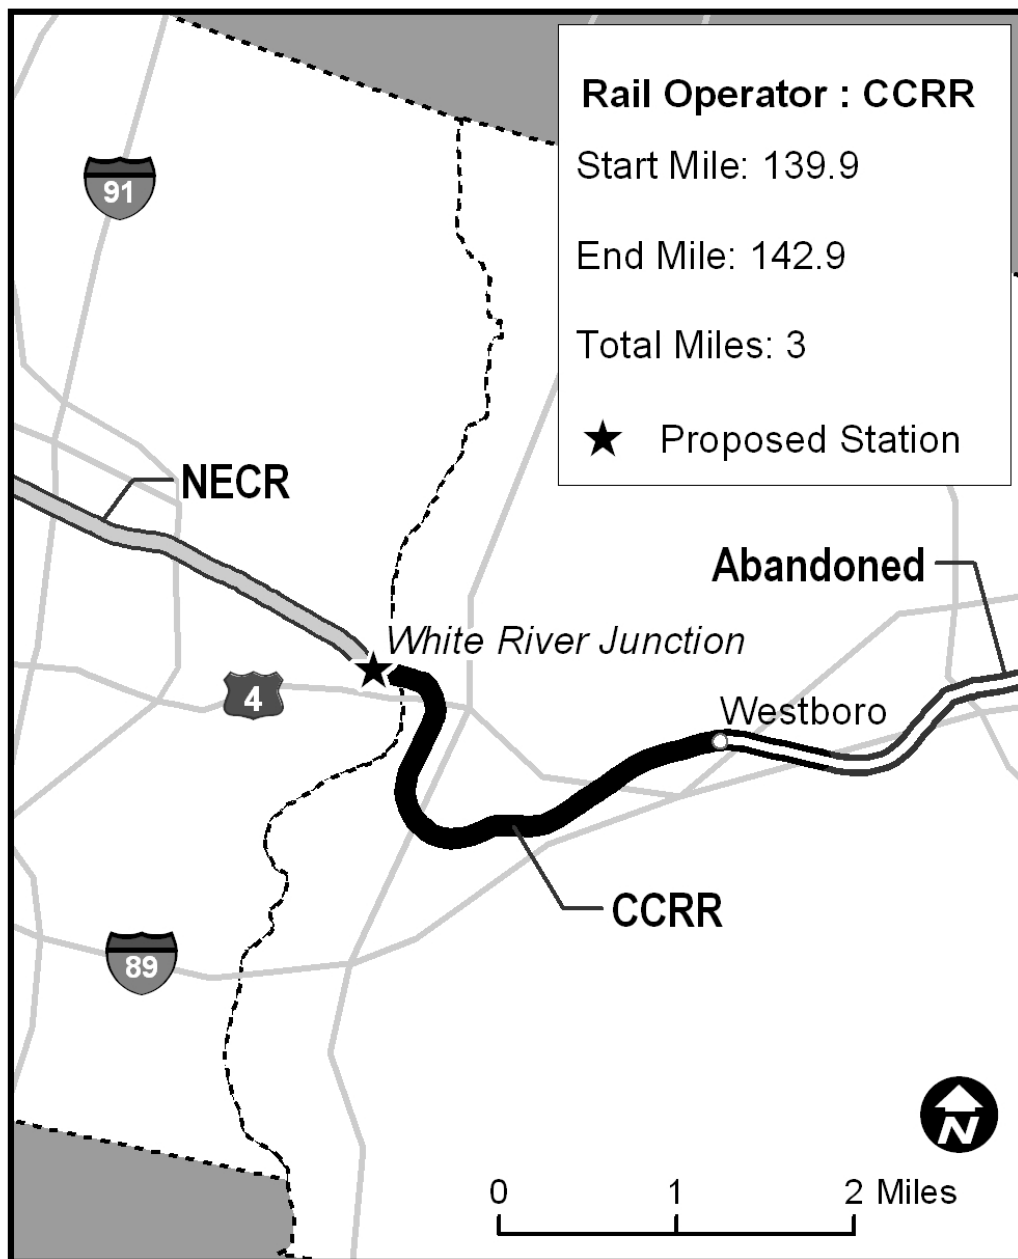 Rail Operator : CCRR
Start Mile: 139.9
End Mile: 142.9
Total Miles: 3
Proposed Station
91
NECR
Abandoned
White River Junction
4
Westboro
CCRR
89
N
0 1 2 Miles